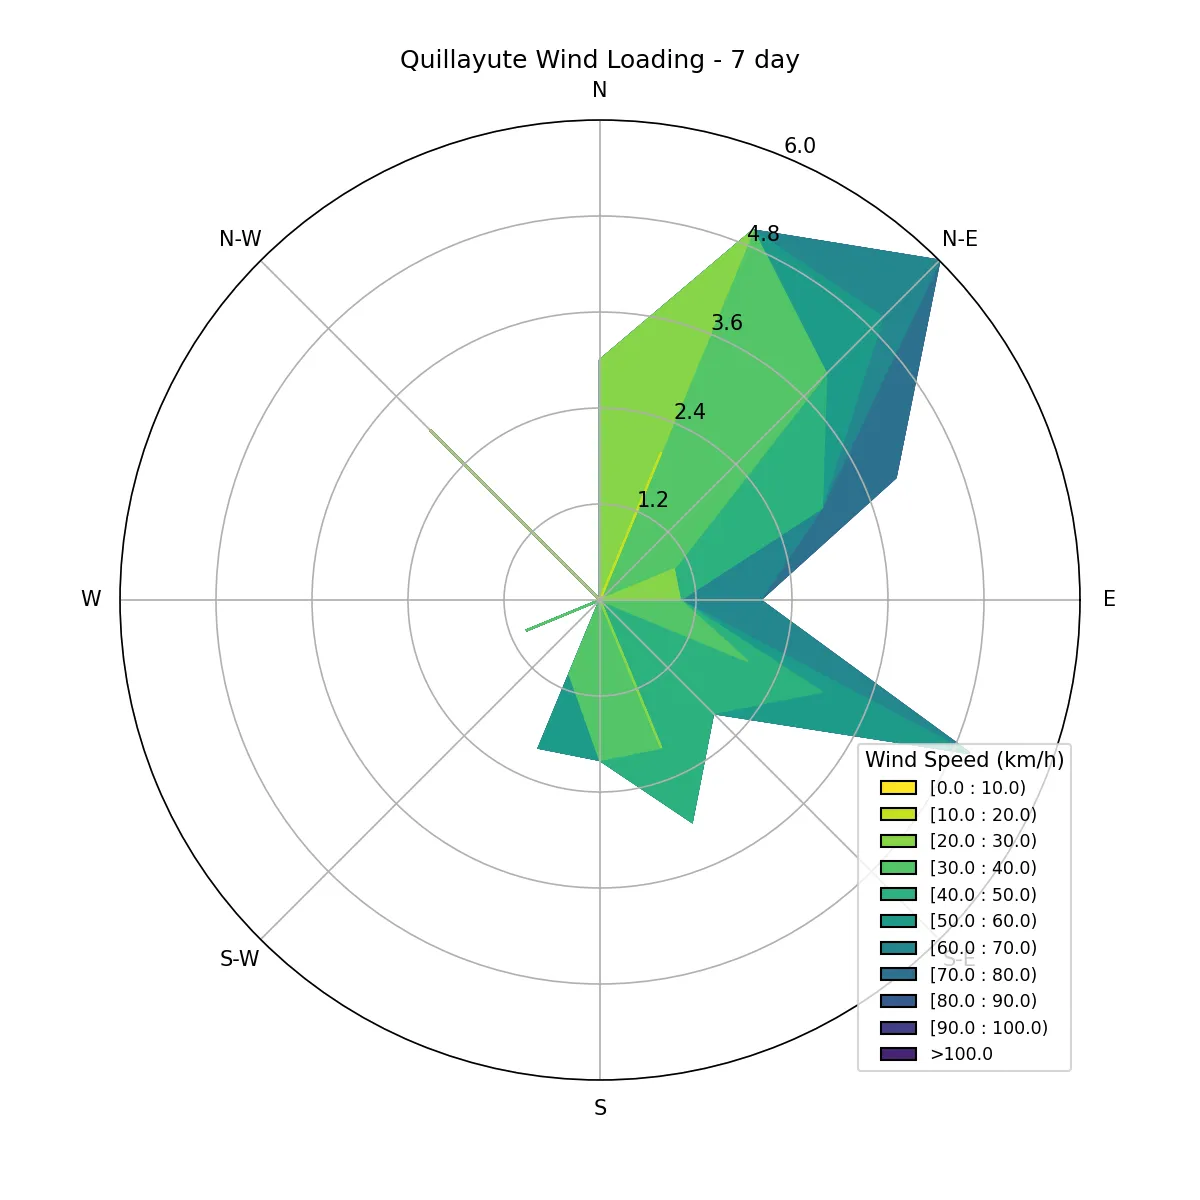 Quillayute Wind Loading - 7 day
N
6.0
N-W
4.8
N-E
3.6
2.4
1.2
W
E
Wind Speed (km/h)
[0.0 : 10.0)
[10.0 : 20.0)
[20.0 : 30.0)
[30.0 : 40.0)
[40.0 : 50.0)
[50.0 : 60.0)
[60.0 : 70.0)
[70.0 : 80.0)
[80.0 : 90.0)
[90.0 : 100.0)
>100.0
S-W
S-E
S